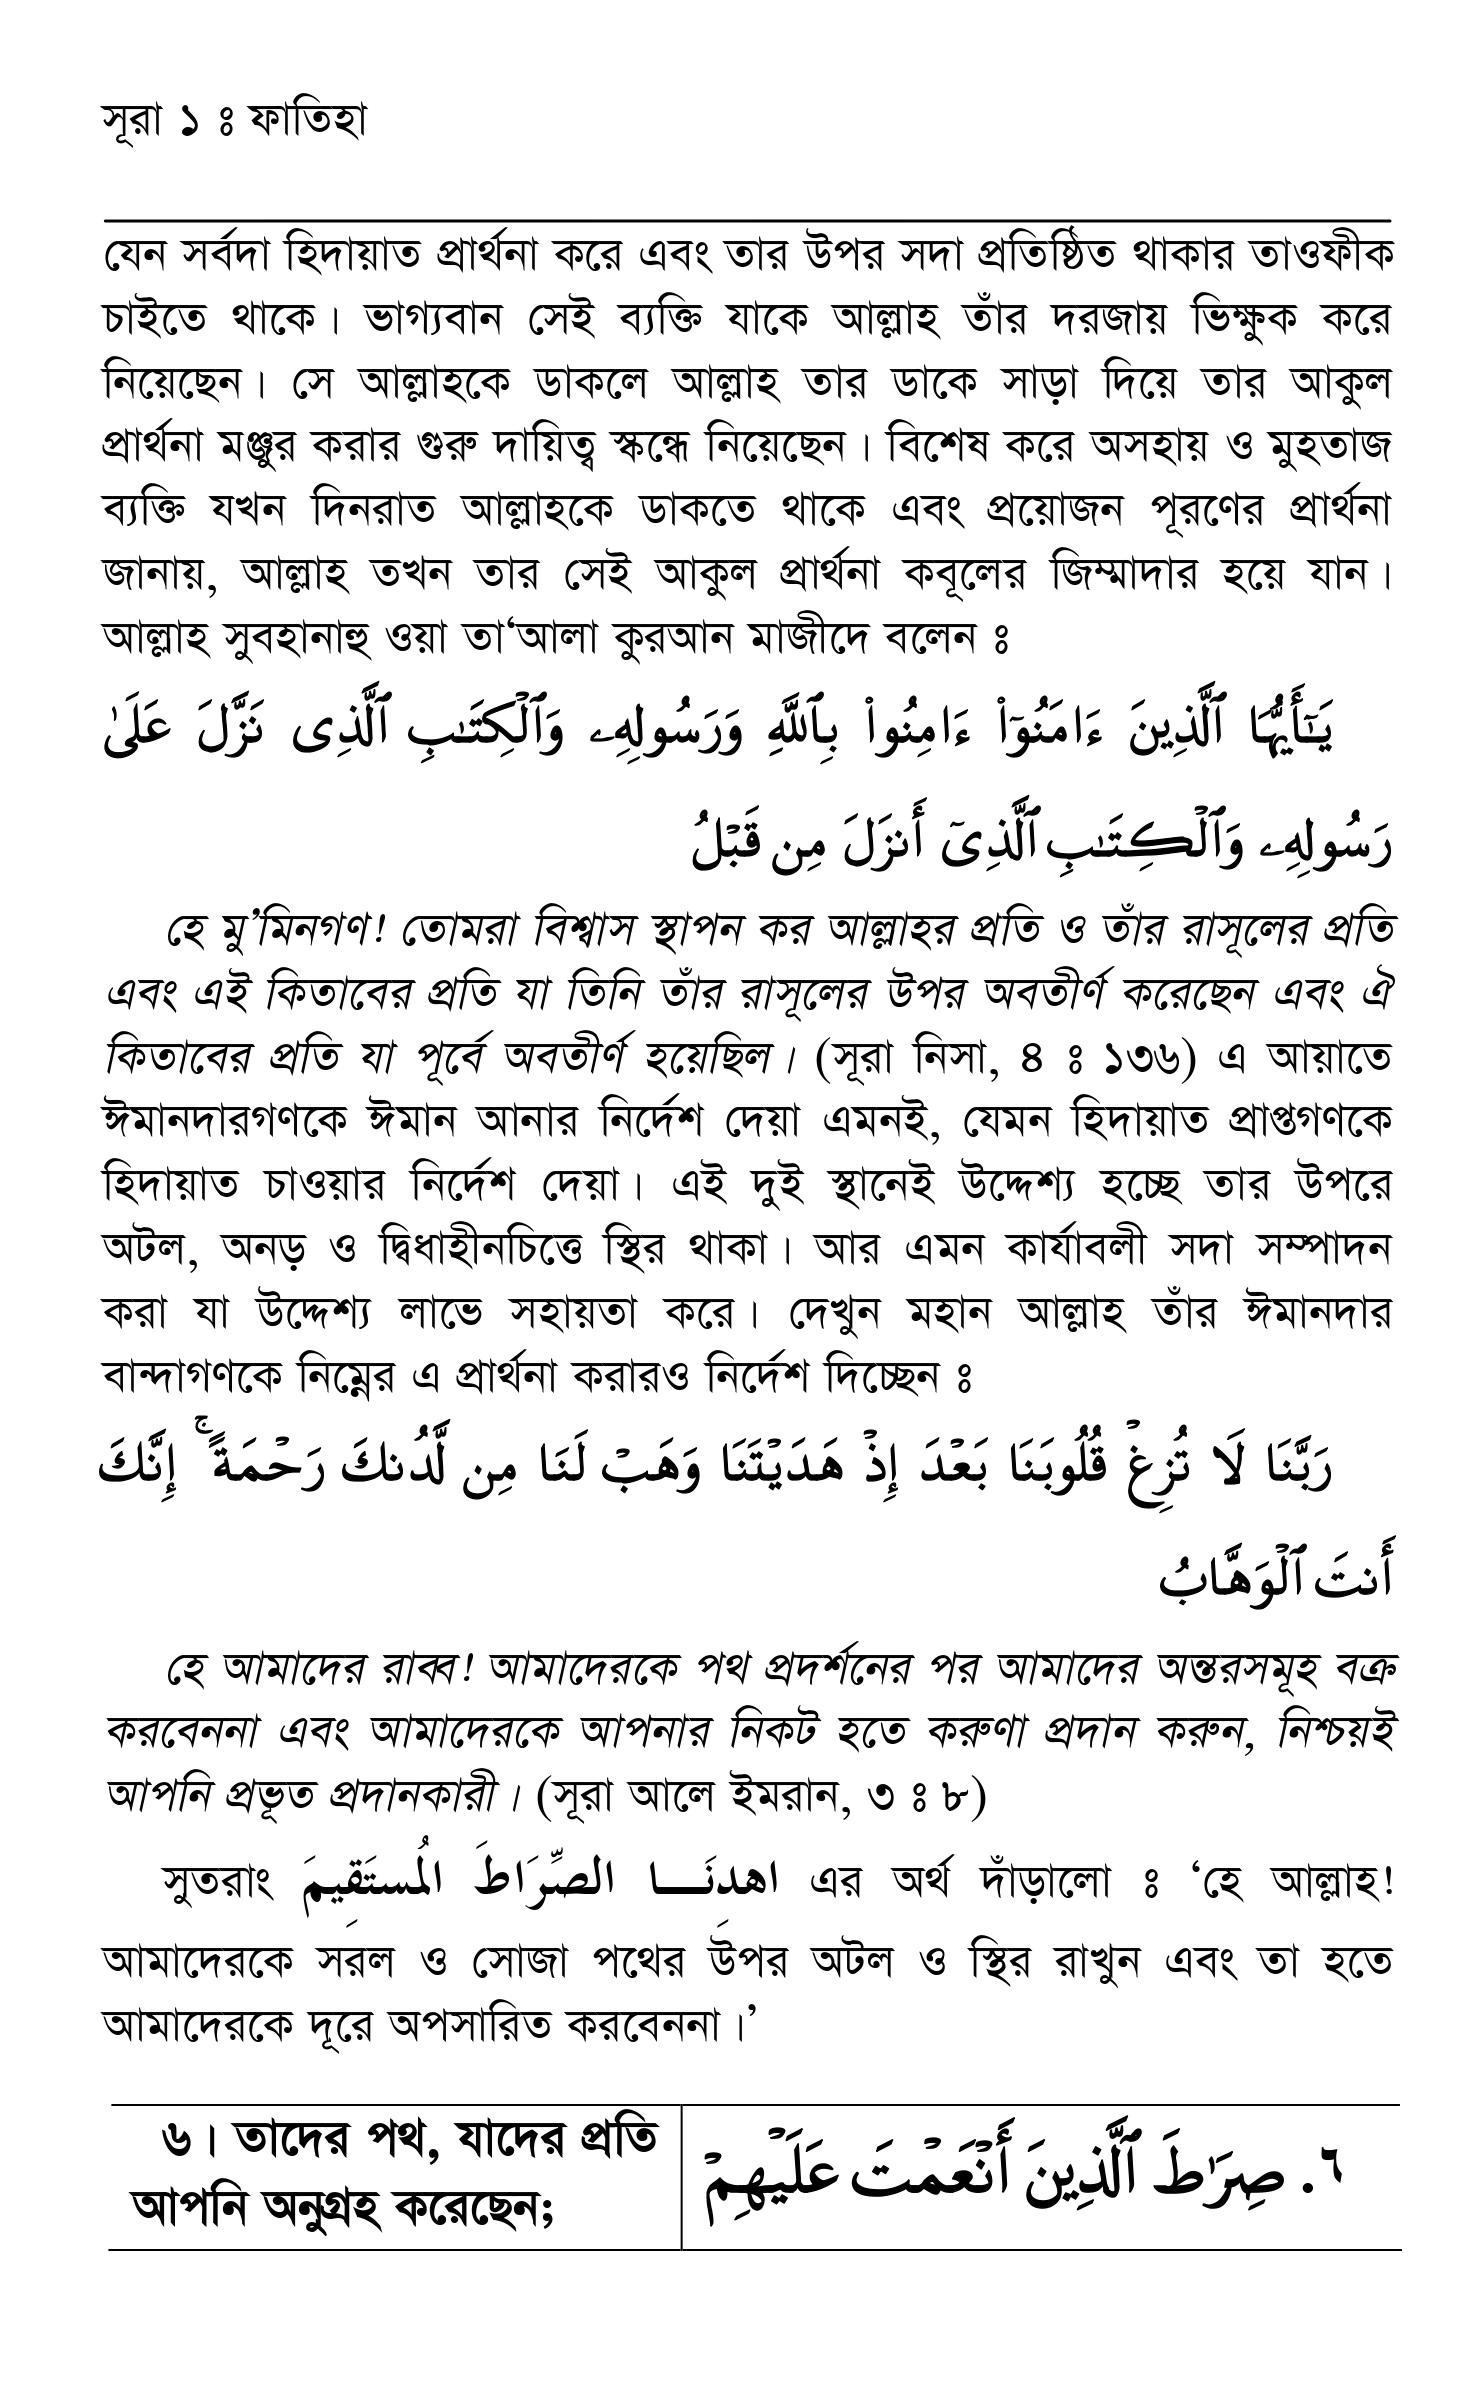 সূরা ১ ঃ ফাতিহা
যেন সর্বদা হিদায়াত প্রার্থনা করে এবং তার উপর সদা প্রতিষ্ঠিত থাকার তাওফীক
চাইতে থাকে। ভাগ্যবান সেই ব্যক্তি যাকে আল্লাহ তাঁর দরজায় ভিক্ষুক করে
নিয়েছেন। সে আল্লাহকে ডাকলে আল্লাহ তার ডাকে সাড়া দিয়ে তার আকুল
প্রার্থনা মঞ্জুর করার গুরু দায়িত্ব স্কন্ধে নিয়েছেন। বিশেষ করে অসহায় ও মুহতাজ
ব্যক্তি যখন দিনরাত আল্লাহকে ডাকতে থাকে এবং প্রয়োজন পূরণের প্রার্থনা
জানায়, আল্লাহ তখন তার সেই আকুল প্রার্থনা কবূলের জিম্মাদার হয়ে যান।
আল্লাহ সুবহানাহু ওয়া তা‘আলা কুরআন মাজীদে বলেন ঃ
يَـٰٓأَيُّهَا ٱلَّذِينَ ءَامَنُوٓا۟ ءَامِنُوا۟ بِٱللَّهِ وَرَسُولِهِۦ وَٱلْكِتَـٰبِ ٱلَّذِى نَزَّلَ عَلَىٰ
رَسُولِهِۦ وَٱلْكِتَـٰبِ ٱلَّذِىٓ أَنزَلَ مِن قَبْلُ
হে মু’মিনগণ! তোমরা বিশ্বাস স্থাপন কর আল্লাহর প্রতি ও তাঁর রাসূলের প্রতি
এবং এই কিতাবের প্রতি যা তিনি তাঁর রাসূলের উপর অবতীর্ণ করেছেন এবং ঐ
কিতাবের প্রতি যা পূর্বে অবতীর্ণ হয়েছিল। (সূরা নিসা, ৪ ঃ ১৩৬) এ আয়াতে
ঈমানদারগণকে ঈমান আনার নির্দেশ দেয়া এমনই, যেমন হিদায়াত প্রাপ্তগণকে
হিদায়াত চাওয়ার নির্দেশ দেয়া। এই দুই স্থানেই উদ্দেশ্য হচ্ছে তার উপরে
অটল, অনড় ও দ্বিধাহীনচিত্তে স্থির থাকা। আর এমন কার্যাবলী সদা সম্পাদন
করা যা উদ্দেশ্য লাভে সহায়তা করে। দেখুন মহান আল্লাহ তাঁর ঈমানদার
বান্দাগণকে নিম্নের এ প্রার্থনা করারও নির্দেশ দিচ্ছেন ঃ
رَبَّنَا لَا تُزِغْ قُلُوبَنَا بَعْدَ إِذْ هَدَيْتَنَا وَهَبْ لَنَا مِن لَّدُنكَ رَحْمَةً ۚ إِنَّكَ
أَنتَ ٱلْوَهَّابُ
হে আমাদের রাব্ব! আমাদেরকে পথ প্রদর্শনের পর আমাদের অন্তরসমূহ বক্র
করবেননা এবং আমাদেরকে আপনার নিকট হতে করুণা প্রদান করুন, নিশ্চয়ই
আপনি প্রভূত প্রদানকারী। (সূরা আলে ইমরান, ৩ ঃ ৮)
সুতরাং اهدِنَــا الصِّرَاطَ المُستَقِيمَ এর অর্থ দাঁড়ালো ঃ ‘হে আল্লাহ!
আমাদেরকে সরল ও সোজা পথের উপর অটল ও স্থির রাখুন এবং তা হতে
আমাদেরকে দূরে অপসারিত করবেননা।’
৬। তাদের পথ, যাদের প্রতি
আপনি অনুগ্রহ করেছেন;
٦. صِرَٰطَ ٱلَّذِينَ أَنْعَمْتَ عَلَيْهِمْ